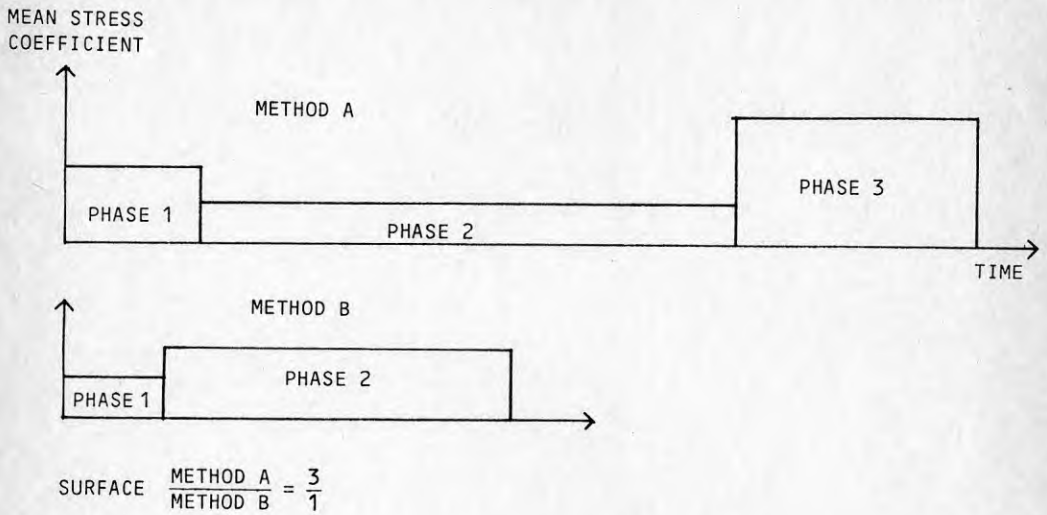 MEAN STRESS
COEFFICIENT
METHOD A
PHASE 1
PHASE 2
PHASE 3
TIME
METHOD B
PHASE 1
PHASE 2
SURFACE METHOD A / METHOD B = 3 / 1